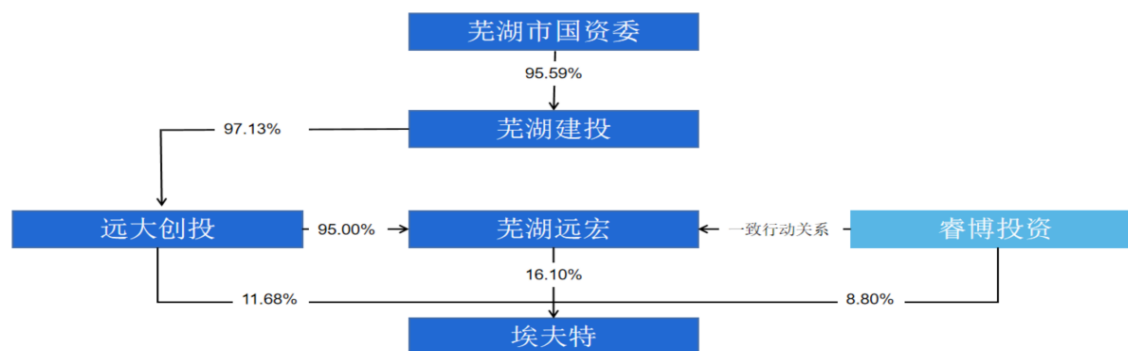 芜湖市国资委
95.59%
97.13%
芜湖建投
远大创投
95.00%
芜湖远宏
一致行动关系
睿博投资
16.10%
11.68%
8.80%
埃夫特